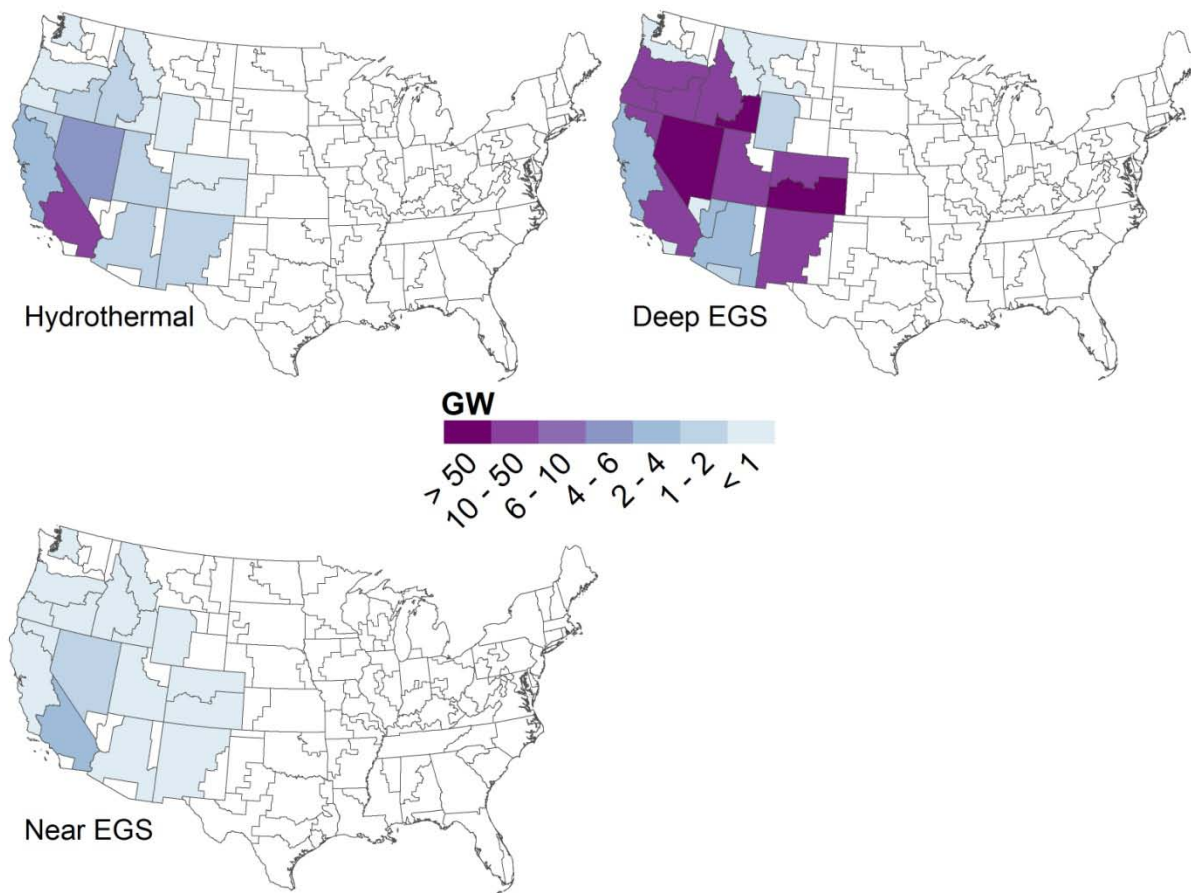 Hydrothermal
Deep EGS
GW
> 50
10 - 50
6 - 10
4 - 6
2 - 4
1 - 2
< 1
Near EGS